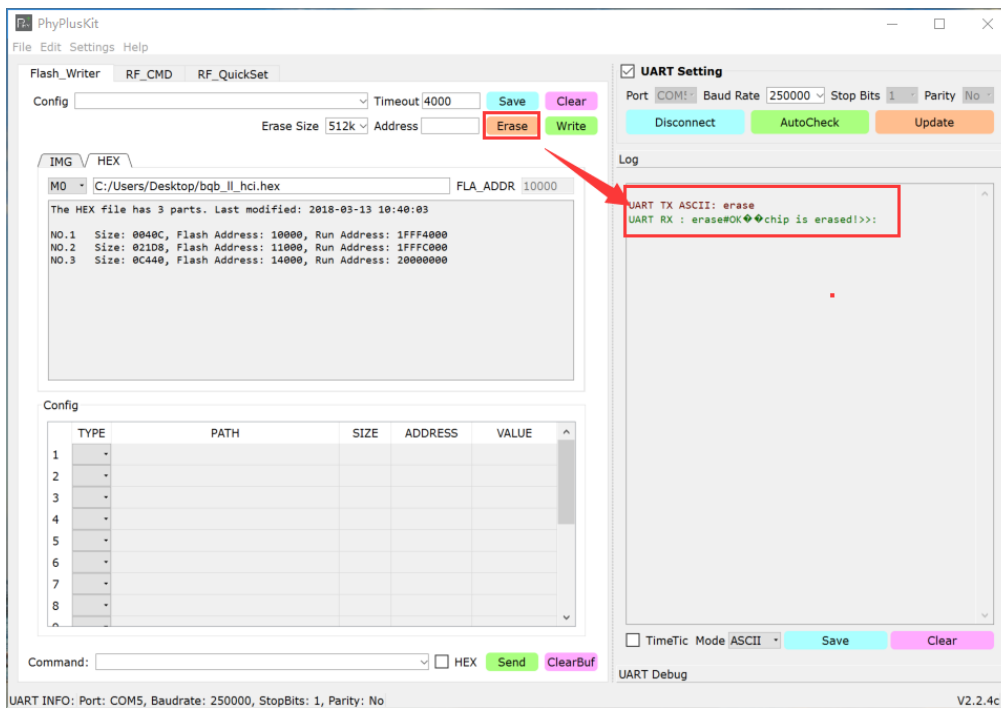 PhyPlusKit
File Edit Settings Help
Flash_Writer RF_CMD RF_QuickSet
Config Timeout 4000 Save Clear
Erase Size 512k Address Erase Write
IMG HEX
M0 C:/Users/Desktop/bqb_ll_hci.hex FLA_ADDR 10000
The HEX file has 3 parts. Last modified: 2018-03-13 10:40:03
NO.1 Size: 0040C, Flash Address: 10000, Run Address: 1FFF4000
NO.2 Size: 021D8, Flash Address: 11000, Run Address: 1FFFC000
NO.3 Size: 0C440, Flash Address: 14000, Run Address: 20000000
Config
TYPE PATH SIZE ADDRESS VALUE
1
2
3
4
5
6
7
8
Command: HEX Send ClearBuf
UART Setting
Port Baud Rate 250000 Stop Bits 1 Parity No
Disconnect AutoCheck Update
Log
UART TX ASCII: erase
UART RX : erase#OK��chip is erased!>>:
TimeTic Mode ASCII Save Clear
UART Debug
UART INFO: Port: COM5, Baudrate: 250000, StopBits: 1, Parity: No V2.2.4c